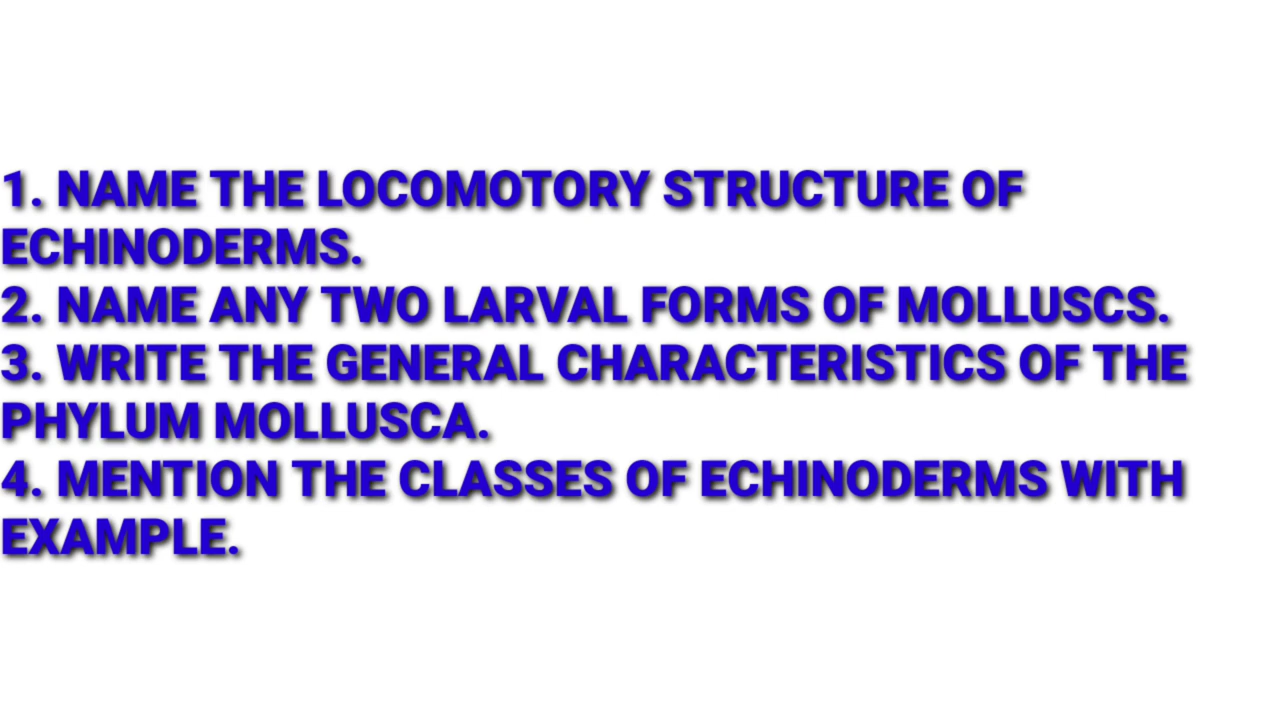 1. NAME THE LOCOMOTORY STRUCTURE OF
ECHINODERMS.
2. NAME ANY TWO LARVAL FORMS OF MOLLUSCS.
3. WRITE THE GENERAL CHARACTERISTICS OF THE
PHYLUM MOLLUSCA.
4. MENTION THE CLASSES OF ECHINODERMS WITH
EXAMPLE.